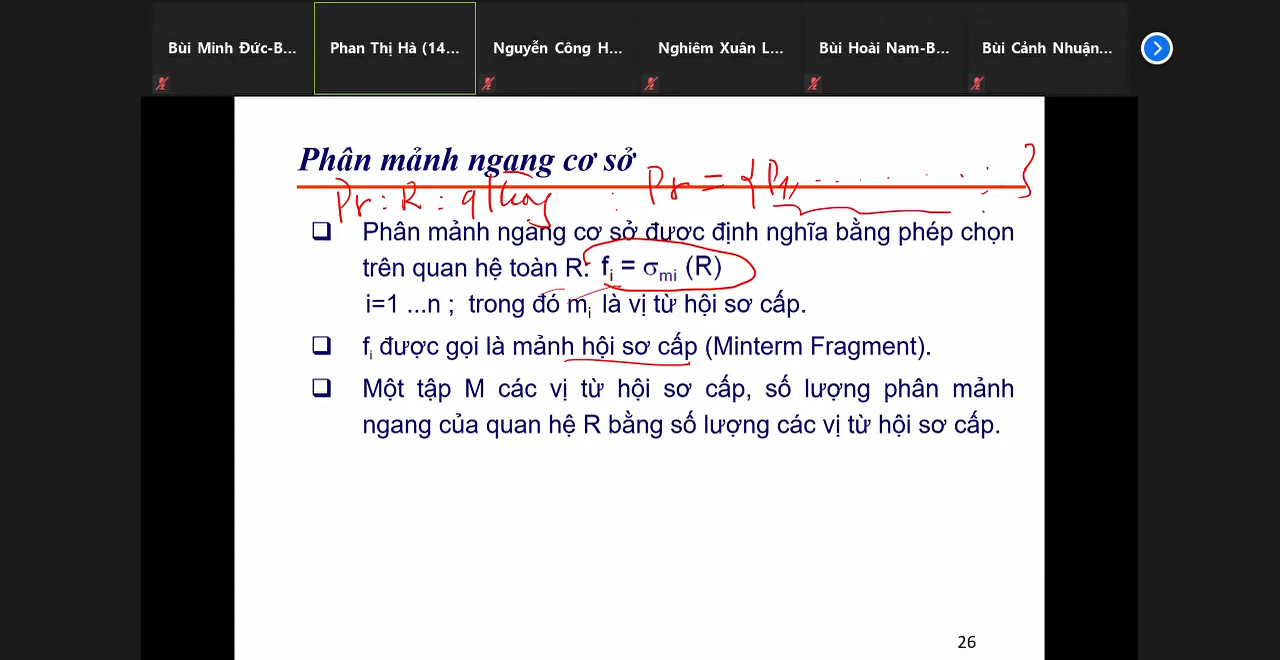 Bùi Minh Đức-B...
Phan Thị Hà (14...
Nguyễn Công H...
Nghiêm Xuân L...
Bùi Hoài Nam-B...
Bùi Cảnh Nhuận...
Phân mảnh ngang cơ sở
Pr = {P1, ... }
Pr : R :
Phân mảnh ngang cơ sở được định nghĩa bằng phép chọn
trên quan hệ toàn R: fi = σmi (R)
i=1 ...n ; trong đó mi là vị từ hội sơ cấp.
fi được gọi là mảnh hội sơ cấp (Minterm Fragment).
Một tập M các vị từ hội sơ cấp, số lượng phân mảnh
ngang của quan hệ R bằng số lượng các vị từ hội sơ cấp.
26